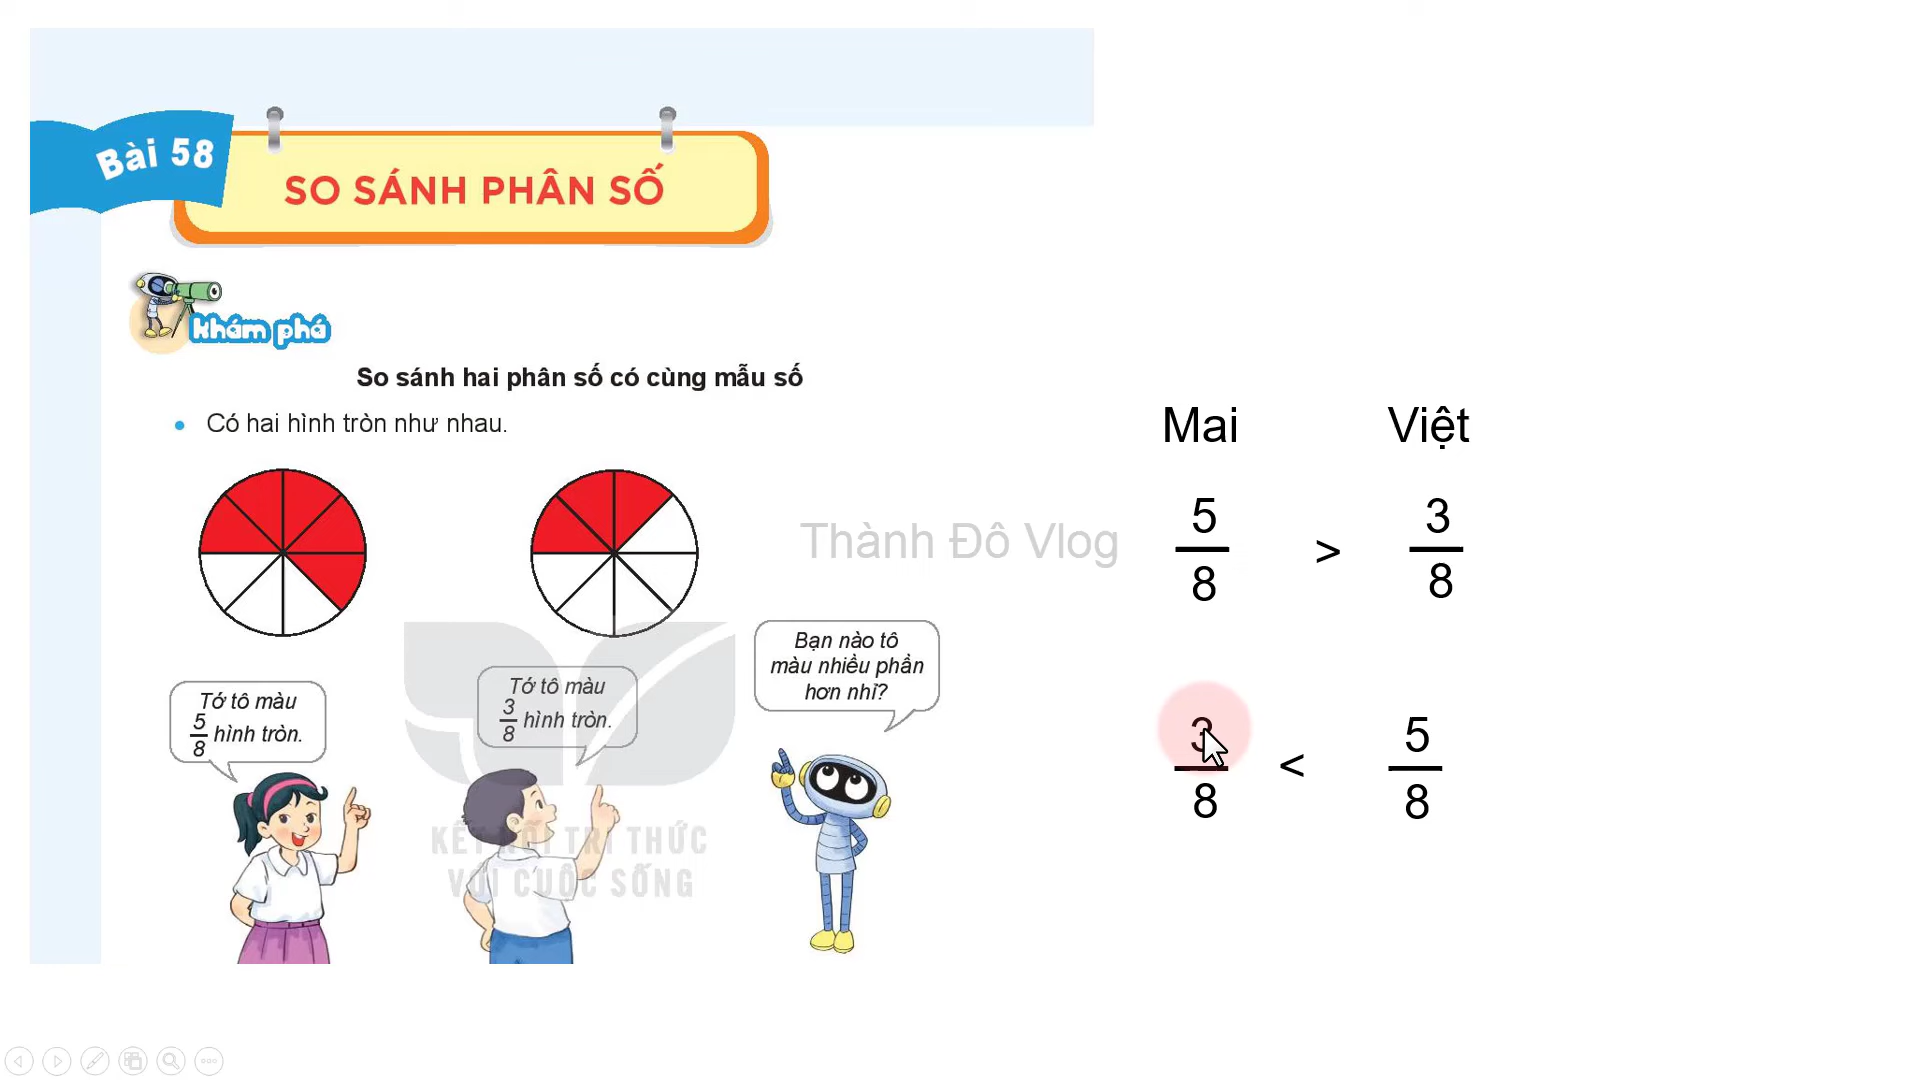 Bài 58
SO SÁNH PHÂN SỐ
khám phá
So sánh hai phân số có cùng mẫu số
• Có hai hình tròn như nhau.
Tớ tô màu
5/8 hình tròn.
Tớ tô màu
3/8 hình tròn.
Bạn nào tô
màu nhiều phần
hơn nhỉ?
KẾT NỐI TRI THỨC
VỚI CUỘC SỐNG
Thành Đô Vlog
Mai Việt
5/8 > 3/8
3/8 < 5/8